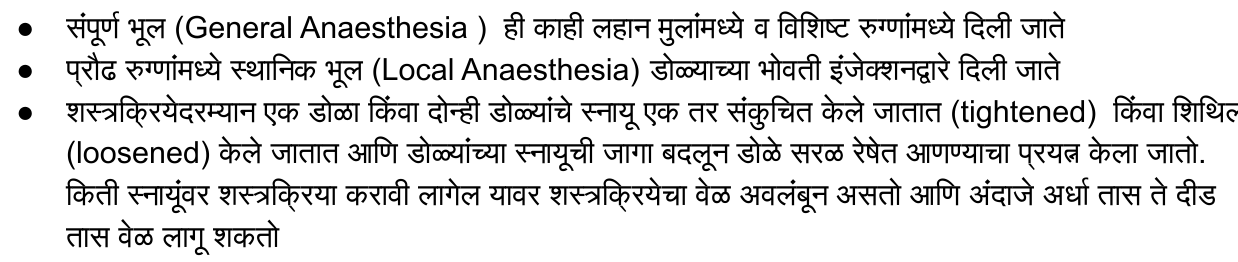 ● संपूर्ण भूल (General Anaesthesia ) ही काही लहान मुलांमध्ये व विशिष्ट रुग्णांमध्ये दिली जाते
● प्रौढ रुग्णांमध्ये स्थानिक भूल (Local Anaesthesia) डोळ्याच्या भोवती इंजेक्शनद्वारे दिली जाते
● शस्त्रक्रियेदरम्यान एक डोळा किंवा दोन्ही डोळ्यांचे स्नायू एक तर संकुचित केले जातात (tightened) किंवा शिथिल
(loosened) केले जातात आणि डोळ्यांच्या स्नायूची जागा बदलून डोळे सरळ रेषेत आणण्याचा प्रयत्न केला जातो.
किती स्नायूंवर शस्त्रक्रिया करावी लागेल यावर शस्त्रक्रियेचा वेळ अवलंबून असतो आणि अंदाजे अर्धा तास ते दीड
तास वेळ लागू शकतो